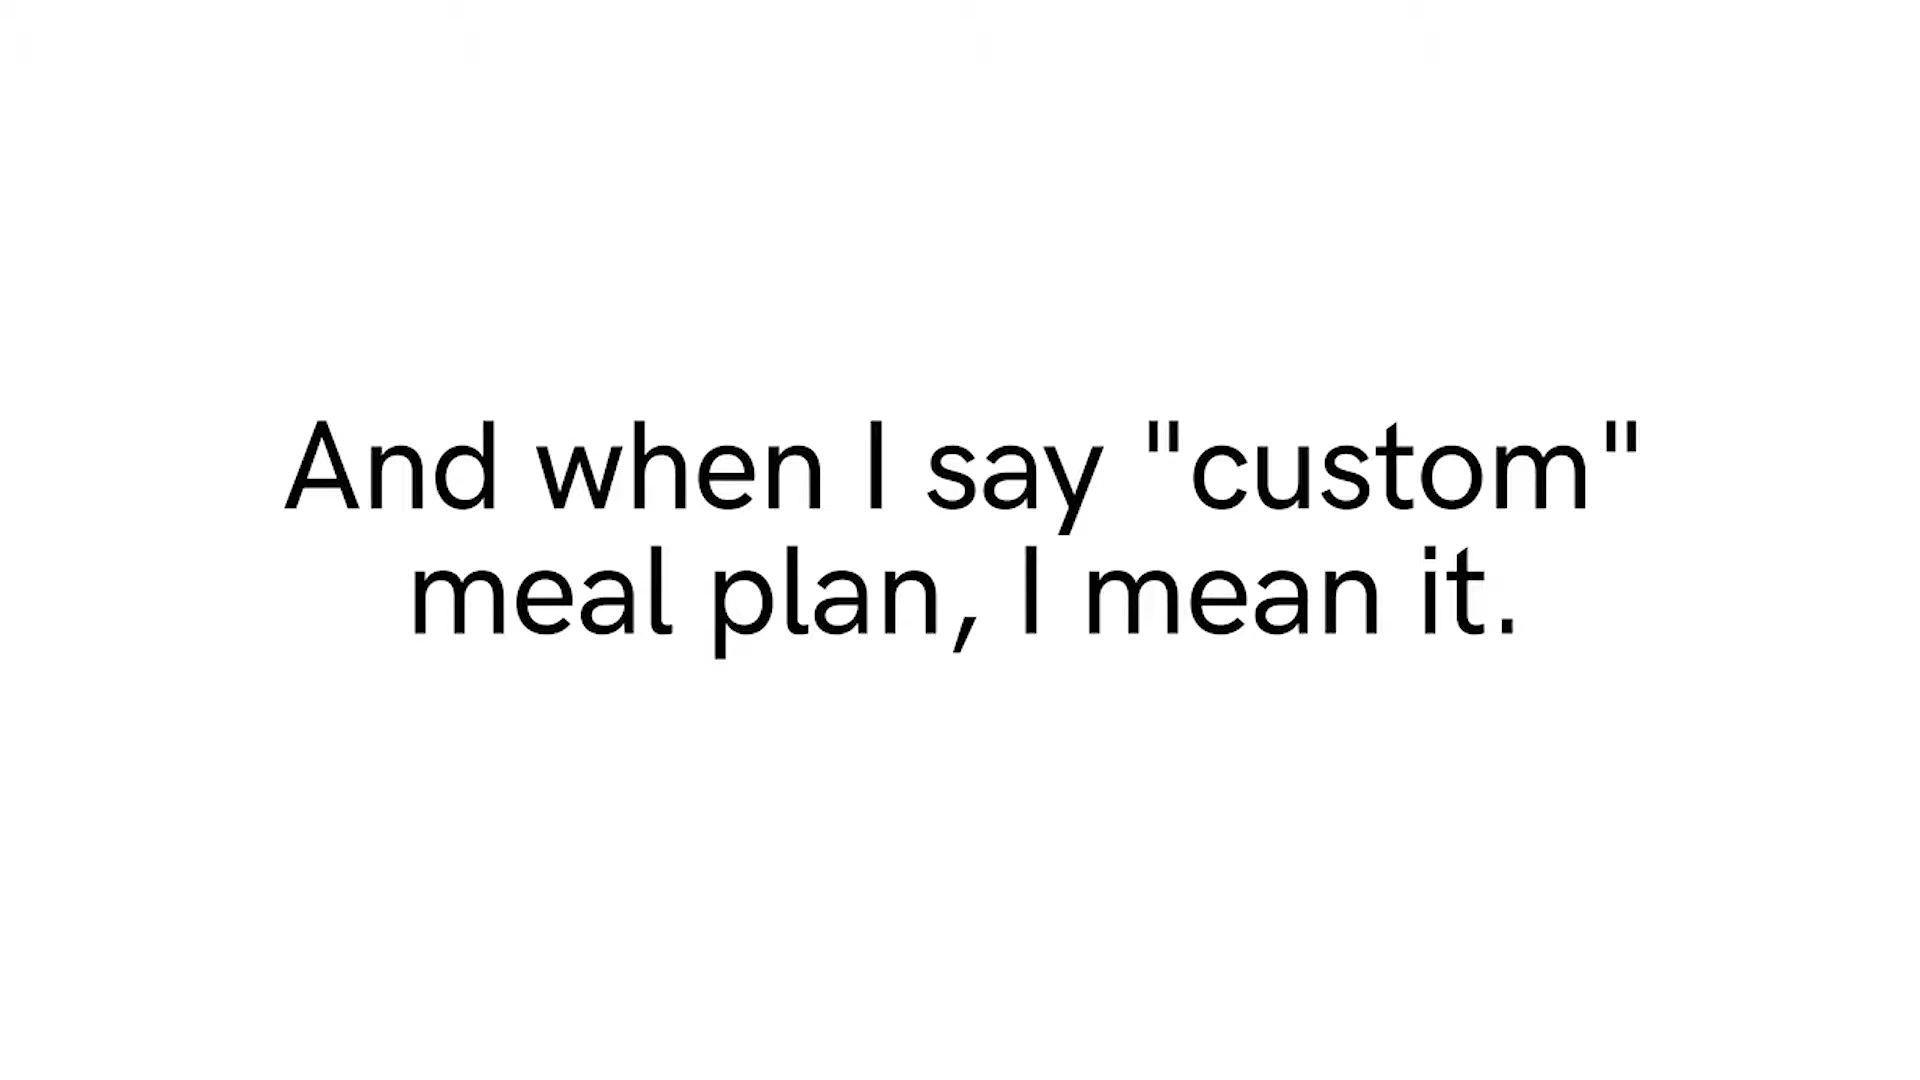 And when I say "custom"
meal plan, I mean it.